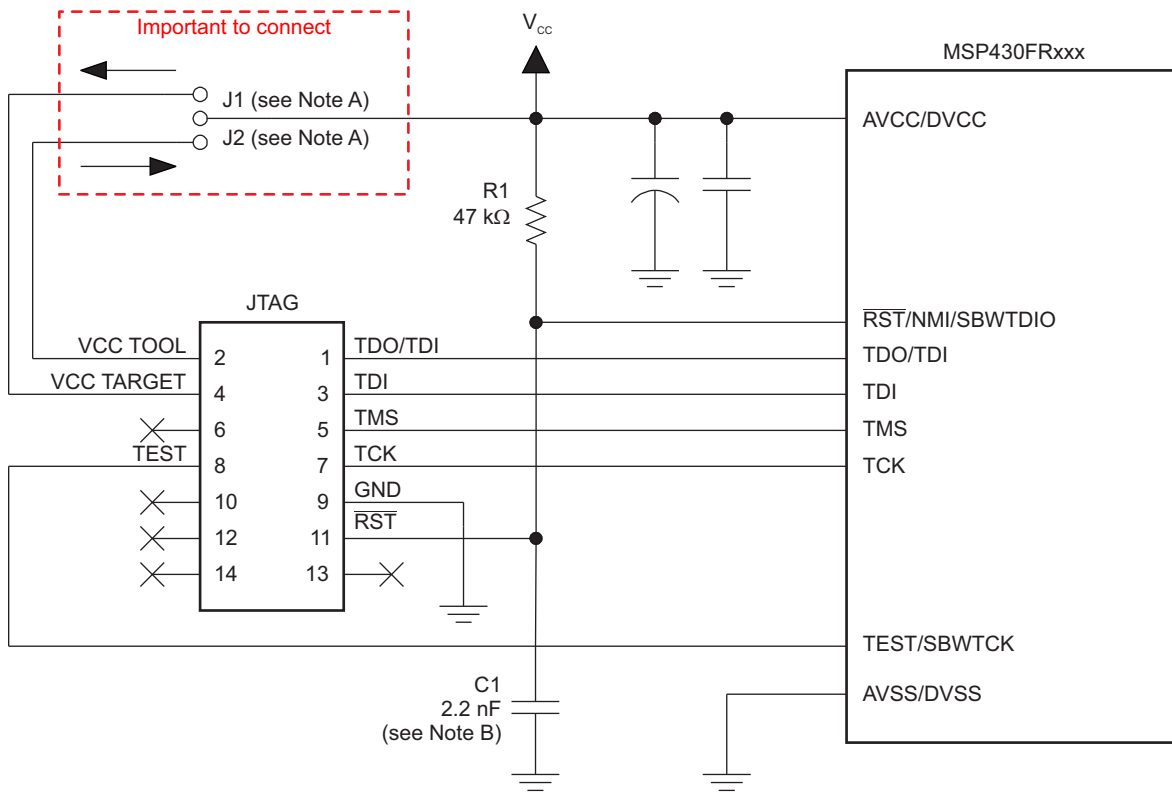 Important to connect
J1 (see Note A)
J2 (see Note A)
VCC
MSP430FRxxx
AVCC/DVCC
R1
47 kΩ
JTAG
RST/NMI/SBWTDIO
VCC TOOL
2
1
TDO/TDI
TDO/TDI
VCC TARGET
4
3
TDI
TDI
6
5
TMS
TMS
TEST
8
7
TCK
TCK
10
9
GND
12
11
RST
14
13
TEST/SBWTCK
C1
2.2 nF
(see Note B)
AVSS/DVSS